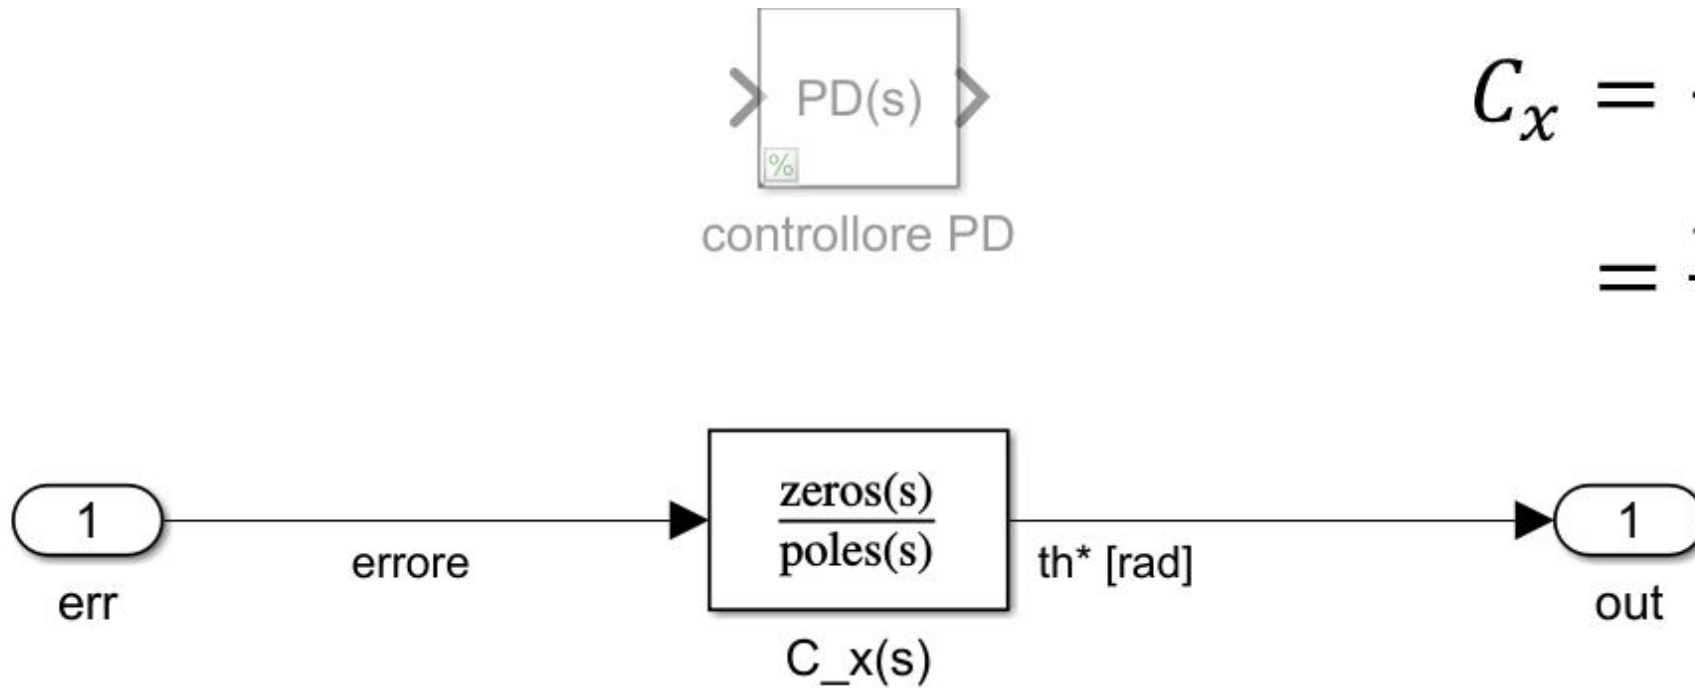 PD(s)
%
controllore PD
C_x =
=
1
err
errore
zeros(s)
poles(s)
C_x(s)
th* [rad]
1
out